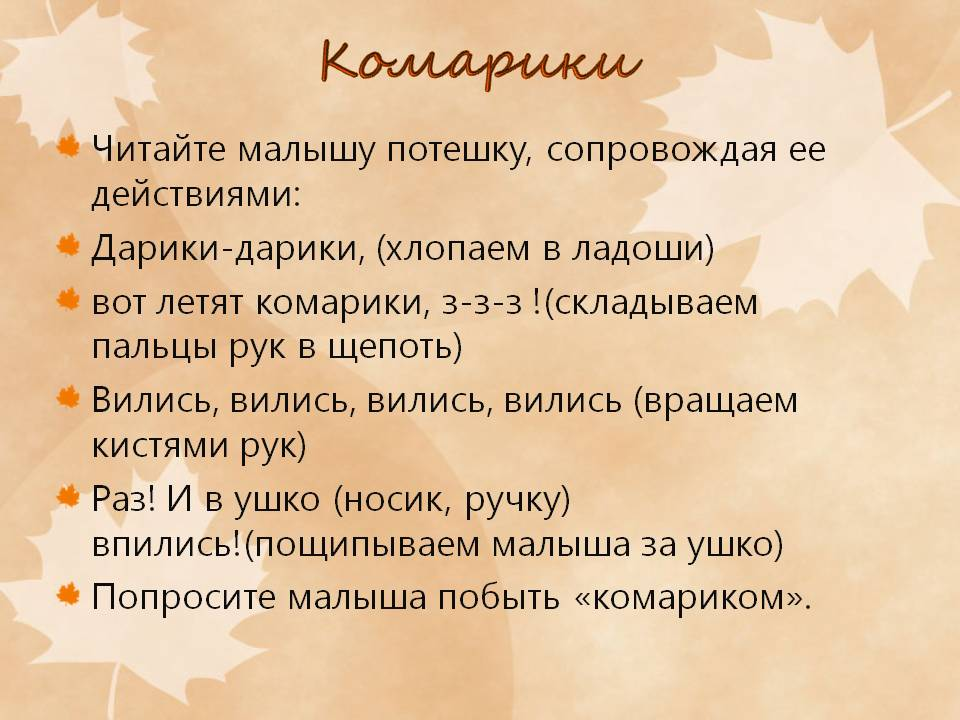 Комарики
Читайте малышу потешку, сопровождая ее
действиями:
Дарики-дарики, (хлопаем в ладоши)
вот летят комарики, з-з-з !(складываем
пальцы рук в щепоть)
Вились, вились, вились, вились (вращаем
кистями рук)
Раз! И в ушко (носик, ручку)
впились!(пощипываем малыша за ушко)
Попросите малыша побыть «комариком».